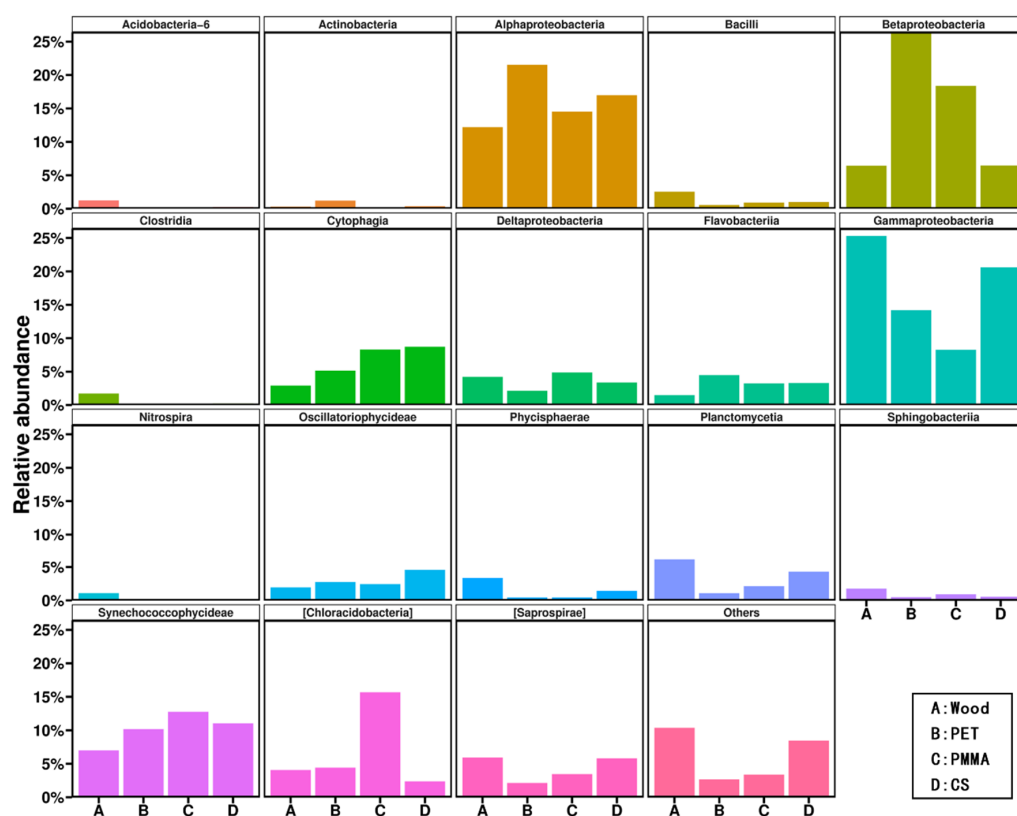 Acidobacteria−6 Actinobacteria Alphaproteobacteria Bacilli Betaproteobacteria
25%
20%
15%
10%
5%
0%
Clostridia Cytophagia Deltaproteobacteria Flavobacteriia Gammaproteobacteria
25%
20%
15%
10%
5%
0%
Relative abundance
Nitrospira Oscillatoriophycideae Phycisphaerae Planctomycetia Sphingobacteriia
25%
20%
15%
10%
5%
0%
A B C D
Synechococcophycideae [Chloracidobacteria] [Saprospirae] Others
25%
20%
15%
10%
5%
0%
A B C D A B C D A B C D A B C D
A:Wood
B:PET
C:PMMA
D:CS